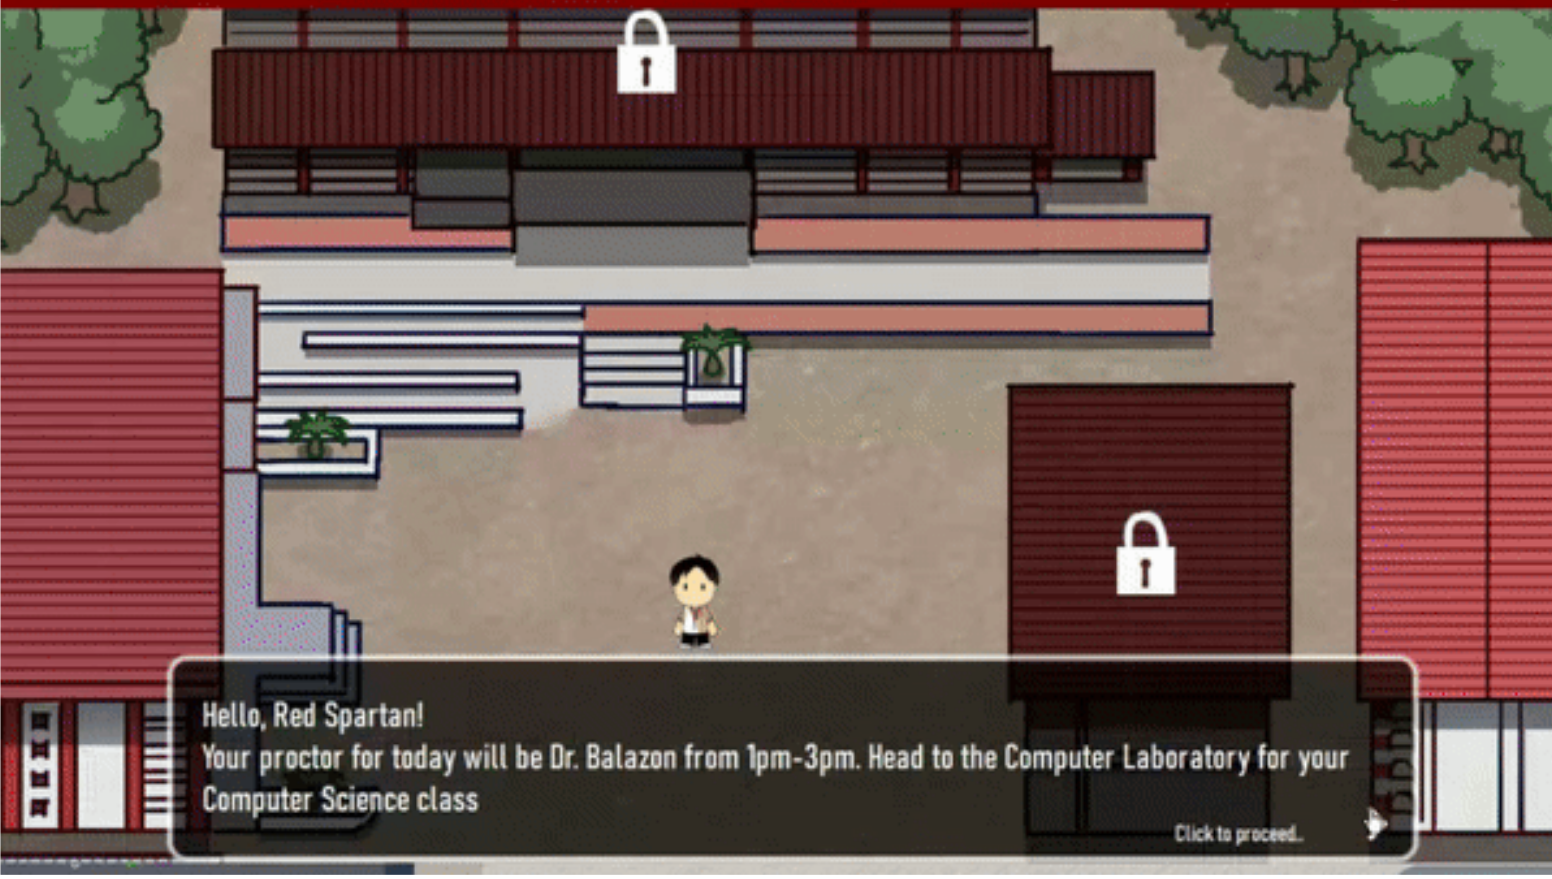 Hello, Red Spartan!
Your proctor for today will be Dr. Balazon from 1pm-3pm. Head to the Computer Laboratory for your
Computer Science class
Click to proceed..